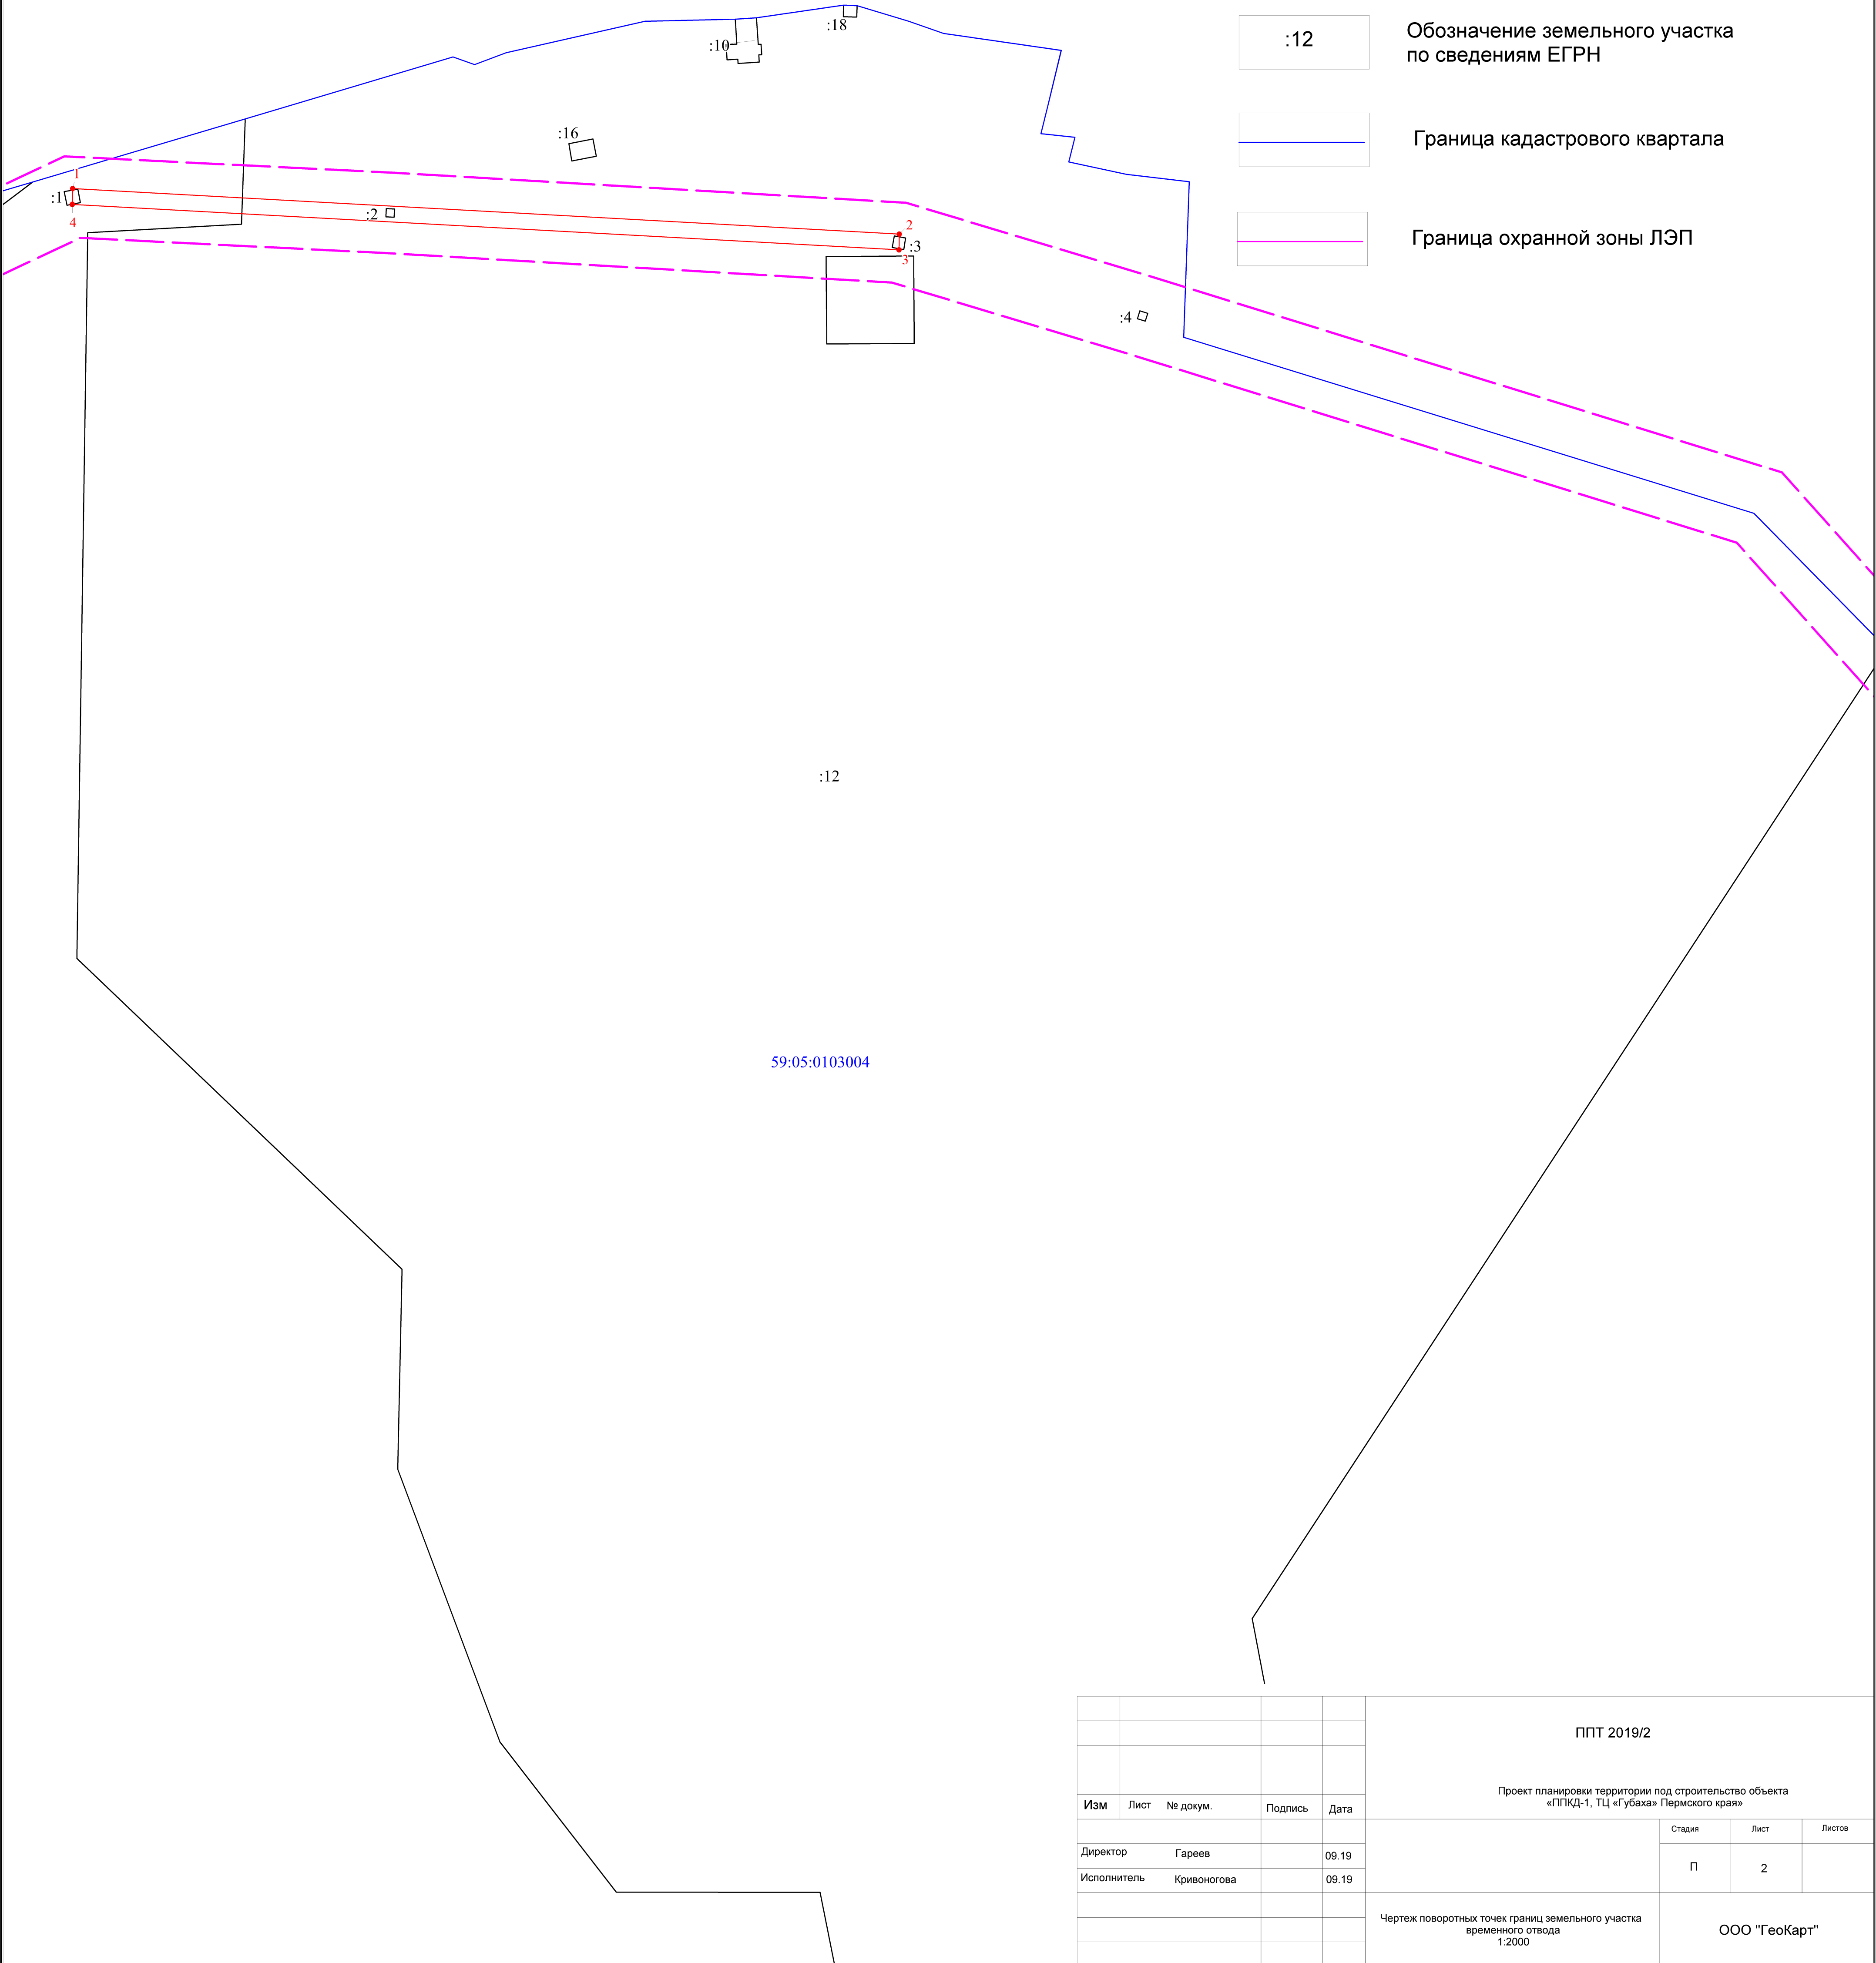 :18
:10
:12
Обозначение земельного участка
по сведениям ЕГРН
:16
Граница кадастрового квартала
1
:1
:2
4
2
:3
3
Граница охранной зоны ЛЭП
:4
:12
59:05:0103004
ППТ 2019/2
Проект планировки территории под строительство объекта
«ППКД-1, ТЦ «Губаха» Пермского края»
Изм Лист № докум. Подпись Дата
Стадия Лист Листов
Директор Гареев 09.19
П 2
Исполнитель Кривоногова 09.19
Чертеж поворотных точек границ земельного участка
временного отвода
1:2000
ООО "ГеоКарт"